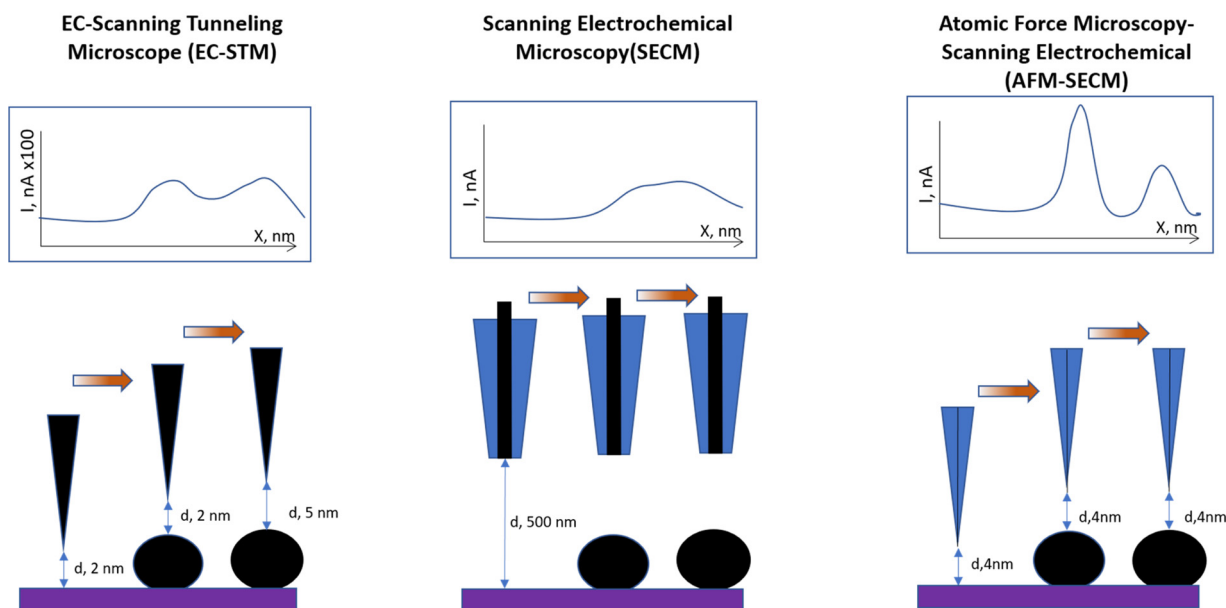 EC-Scanning Tunneling
Microscope (EC-STM)
I, nA x100
X, nm
d, 2 nm
d, 2 nm
d, 5 nm
Scanning Electrochemical
Microscopy(SECM)
I, nA
X, nm
d, 500 nm
Atomic Force Microscopy-
Scanning Electrochemical
(AFM-SECM)
I, nA
X, nm
d,4nm
d,4nm
d,4nm